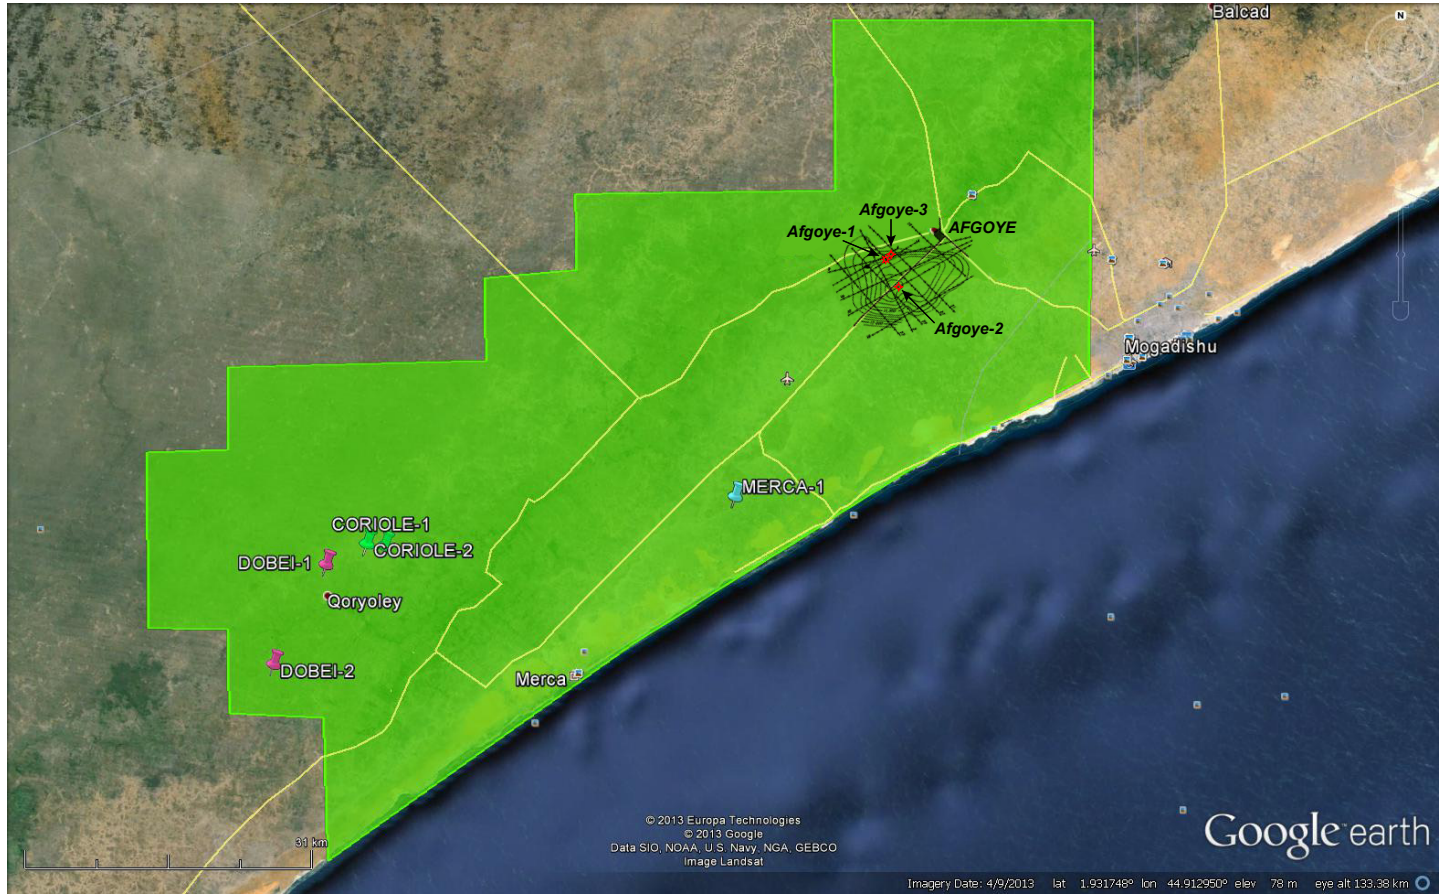 Balcad
N
Afgoye-3
Afgoye-1
AFGOYE
Afgoye-2
Mogadishu
MERCA-1
CORIOLE-1
CORIOLE-2
DOBEI-1
Qoryoley
DOBEI-2
Merca
31 km
© 2013 Europa Technologies
© 2013 Google
Data SIO, NOAA, U.S. Navy, NGA, GEBCO
Image Landsat
Google earth
Imagery Date: 4/9/2013 lat 1.931748° lon 44.912950° elev 78 m eye alt 133.38 km